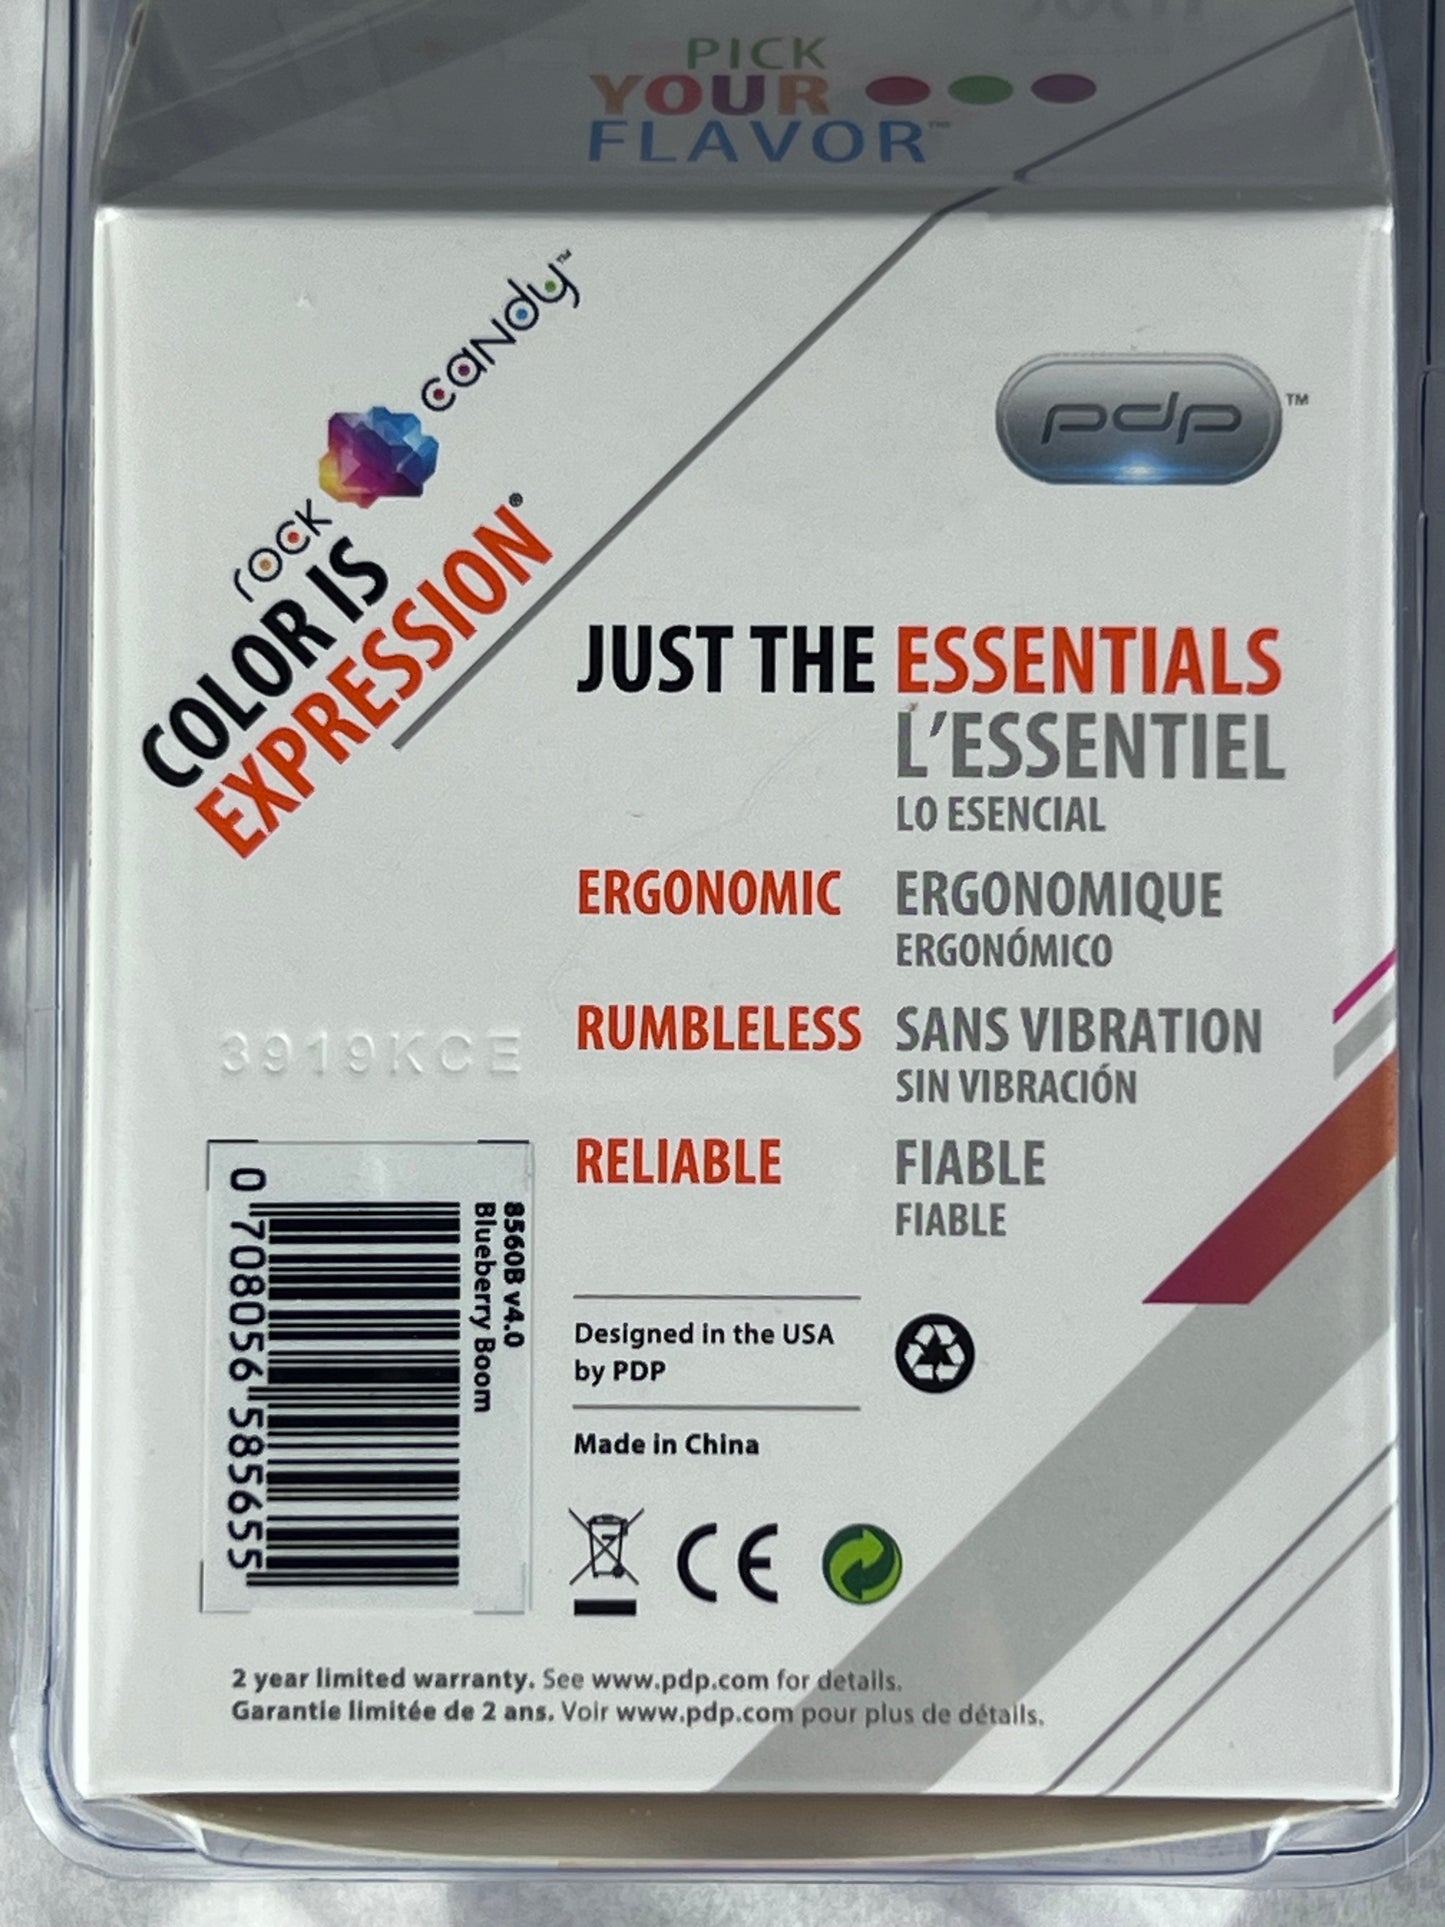 PICK
YOUR
FLAVOR™
rock candy™
COLOR IS
EXPRESSION®
pdp™
JUST THE ESSENTIALS
L'ESSENTIEL
LO ESENCIAL
ERGONOMIC ERGONOMIQUE
ERGONÓMICO
RUMBLELESS SANS VIBRATION
SIN VIBRACIÓN
RELIABLE FIABLE
FIABLE
3919KCE
8560B v4.0
Blueberry Boom
0 708056 585655
Designed in the USA
by PDP
Made in China
CE
2 year limited warranty. See www.pdp.com for details.
Garantie limitée de 2 ans. Voir www.pdp.com pour plus de détails.